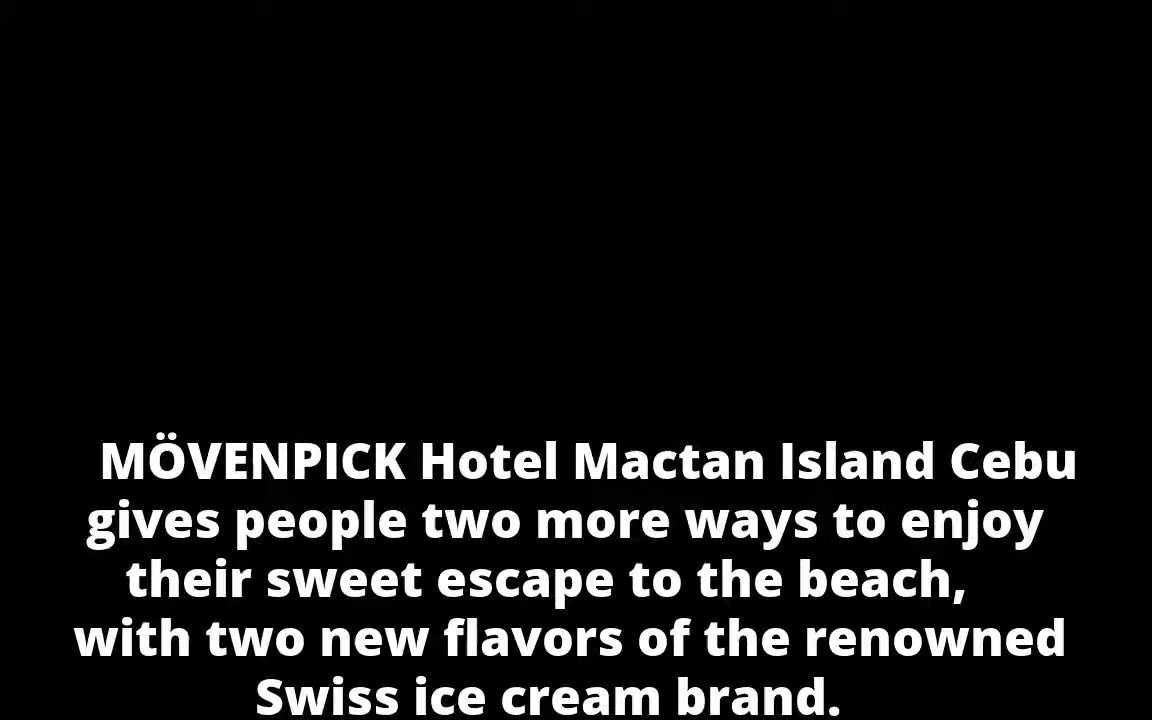 MÖVENPICK Hotel Mactan Island Cebu
gives people two more ways to enjoy
their sweet escape to the beach,
with two new flavors of the renowned
Swiss ice cream brand.